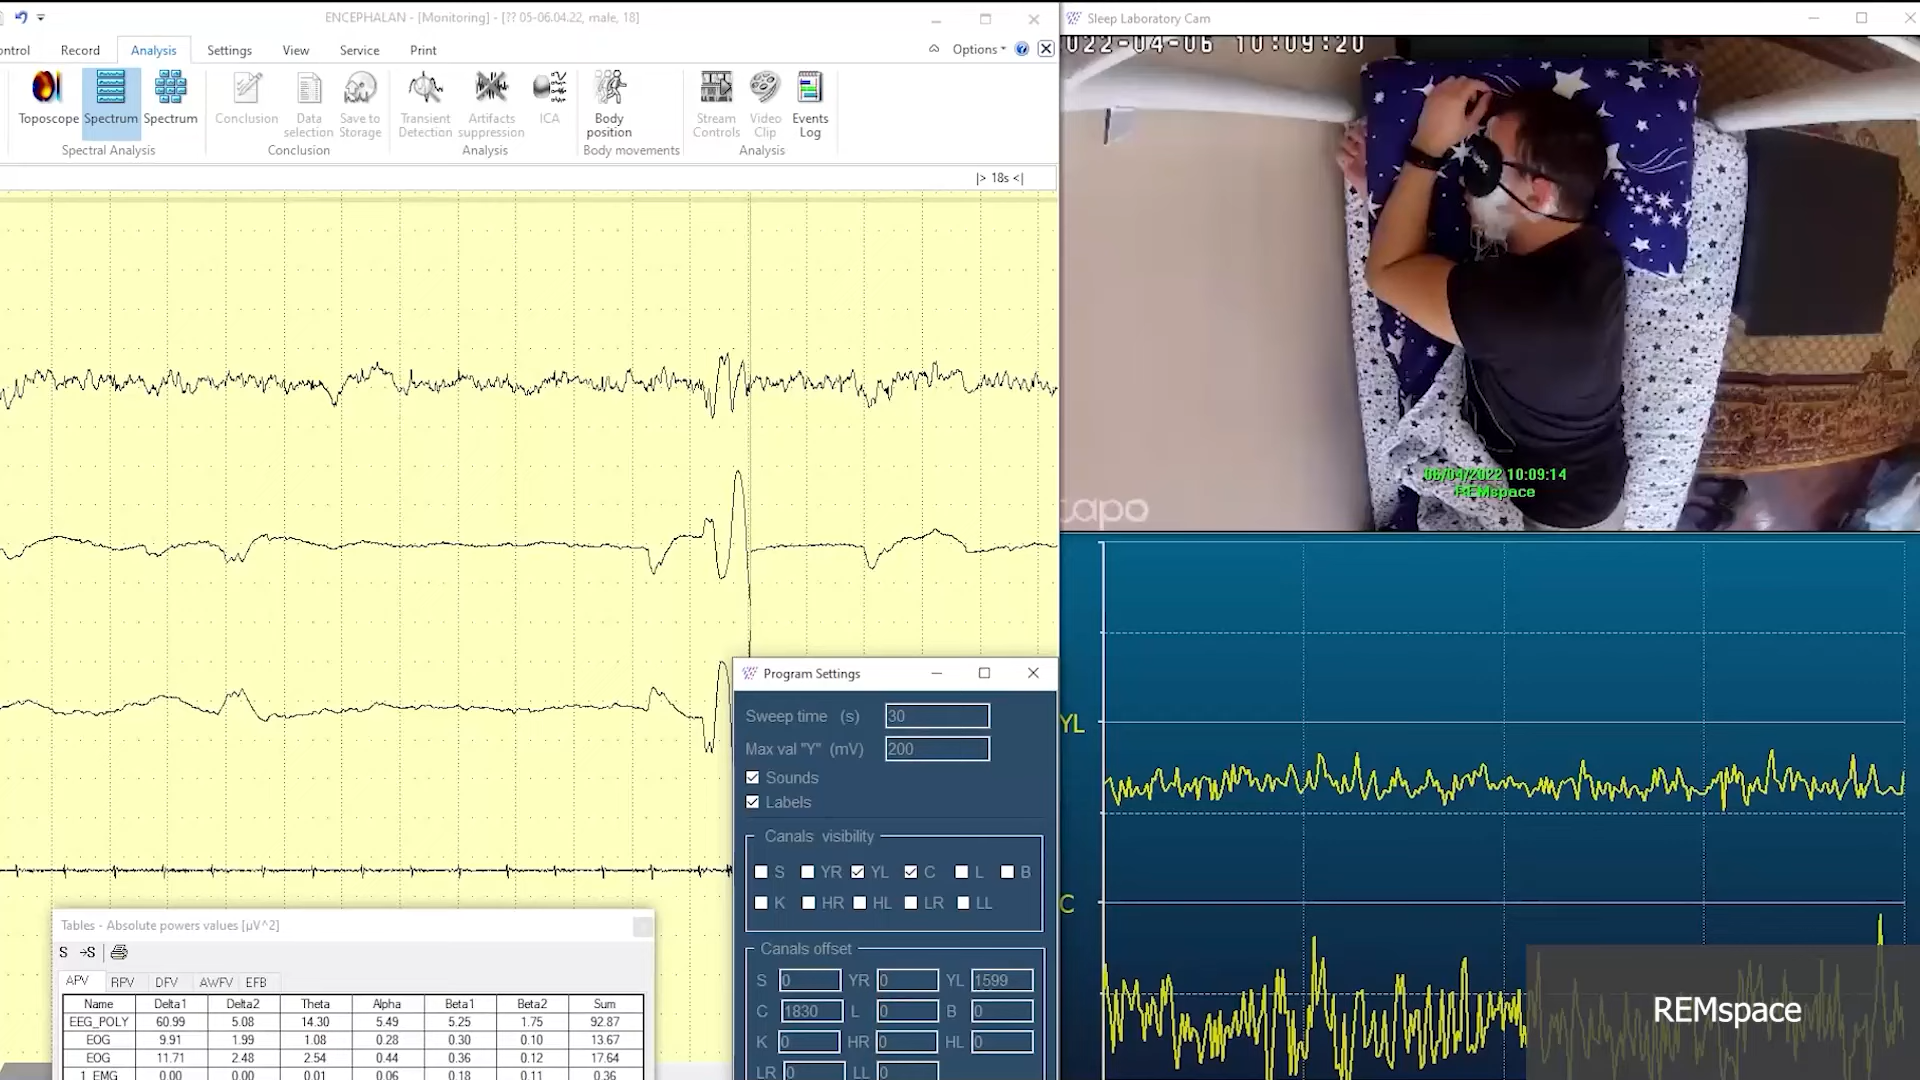 ENCEPHALAN - [Monitoring] - [?? 05-06.04.22, male, 18]
ontrol Record Analysis Settings View Service Print Options
Toposcope Spectrum Spectrum Conclusion Data selection Save to Storage Transient Detection Artifacts suppression ICA Body position Stream Controls Video Clip Events Log
Spectral Analysis Conclusion Analysis Body movements Analysis
|> 18s <|
Sleep Laboratory Cam
022-04-06 10:09:20
06/04/2022 10:09:14
REMspace
tapo
Program Settings
Sweep time (s) 30
Max val "Y" (mV) 200
Sounds
Labels
Canals visibility
S YR YL C L B
K HR HL LR LL
Canals offset
S 0 YR 0 YL 1599
C 1830 L 0 B 0
K 0 HR 0 HL 0
LR 0 LL 0
Tables - Absolute powers values [µV^2]
S →S
APV RPV DFV AWFV EFB
Name Delta1 Delta2 Theta Alpha Beta1 Beta2 Sum
EEG_POLY 60.99 5.08 14.30 5.49 5.25 1.75 92.87
EOG 9.91 1.99 1.08 0.28 0.30 0.10 13.67
EOG 11.71 2.48 2.54 0.44 0.36 0.12 17.64
1_EMG 0.00 0.00 0.01 0.06 0.18 0.11 0.36
YL
C
REMspace